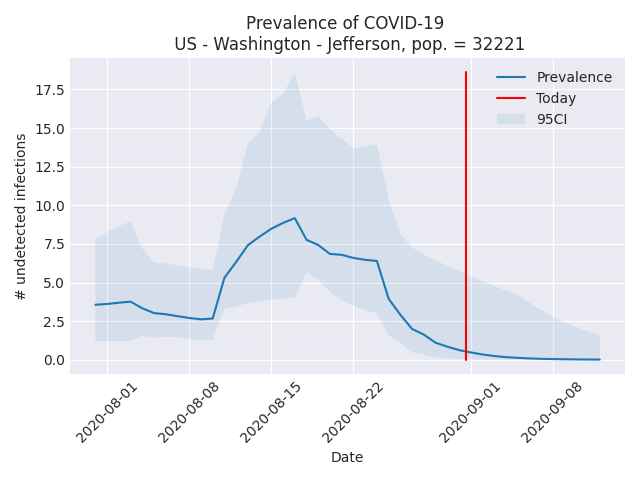 Prevalence of COVID-19
US - Washington - Jefferson, pop. = 32221
17.5
15.0
12.5
10.0
7.5
5.0
2.5
0.0
# undetected infections
Prevalence
Today
95CI
2020-08-01
2020-08-08
2020-08-15
2020-08-22
2020-09-01
2020-09-08
Date